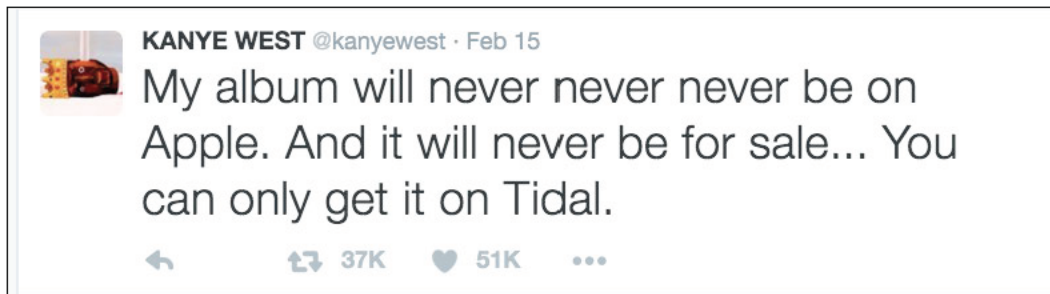 KANYE WEST @kanyewest · Feb 15
My album will never never never be on
Apple. And it will never be for sale... You
can only get it on Tidal.
37K 51K